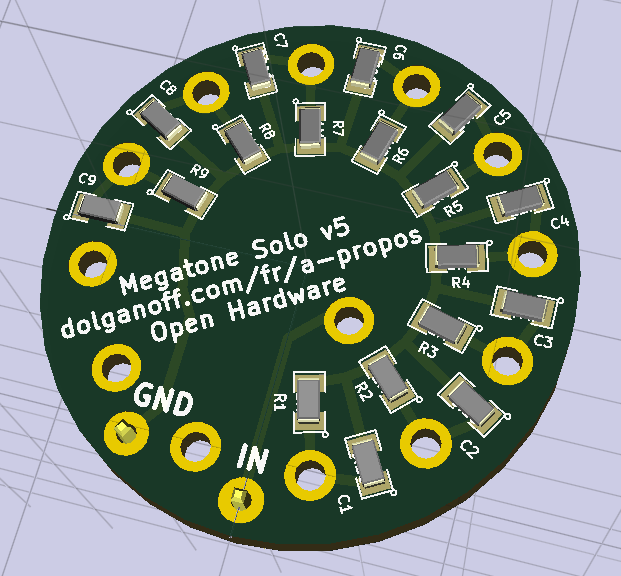 C7
C6
C8
R8
R7
R6
C5
R9
C9
R5
C4
Megatone Solo v5
dolganoff.com/fr/a-propos
Open Hardware
R4
C3
R3
R2
R1
GND
C2
IN
C1